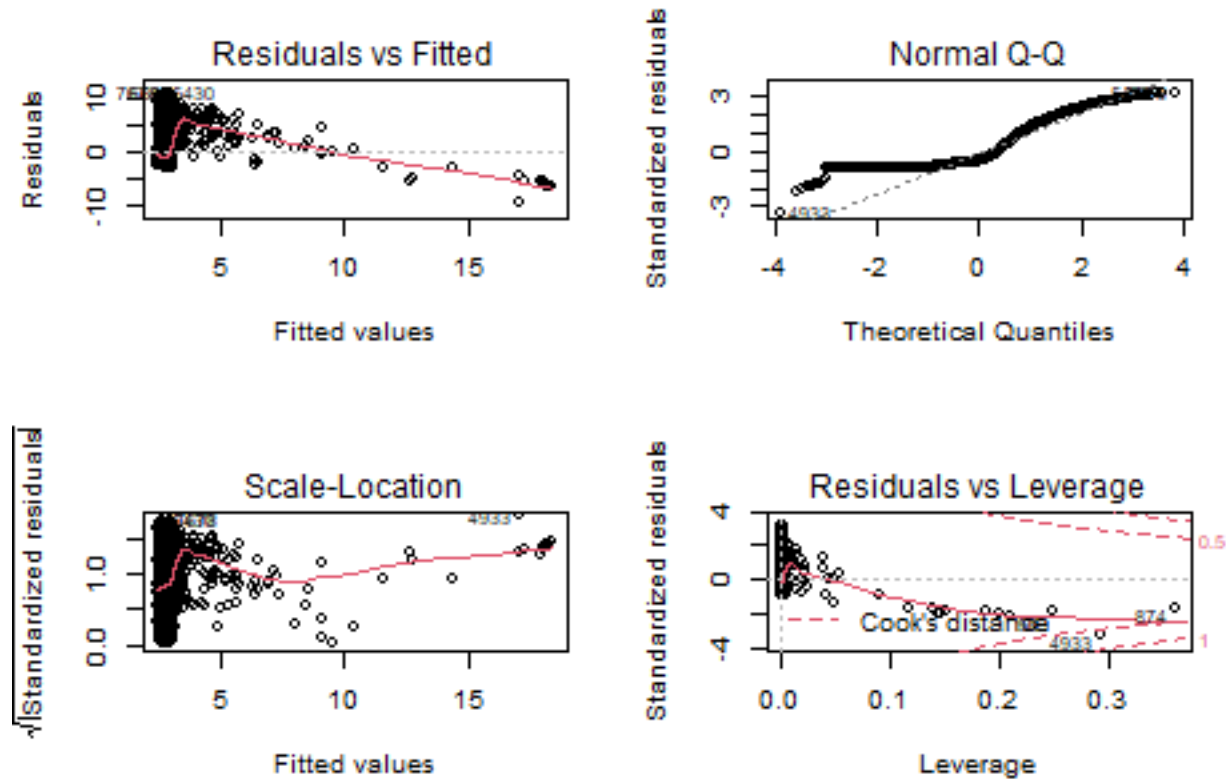 Residuals vs Fitted
Residuals
10
0
-10
5430
5
10
15
Fitted values
Normal Q-Q
Standardized residuals
3
0
-3
4933
-4
-2
0
2
4
Theoretical Quantiles
Scale-Location
√|Standardized residuals|
1.0
0.0
4933
5
10
15
Fitted values
Residuals vs Leverage
Standardized residuals
4
0
-4
0.5
1
874
Cook's distance
4933
0.0
0.1
0.2
0.3
Leverage